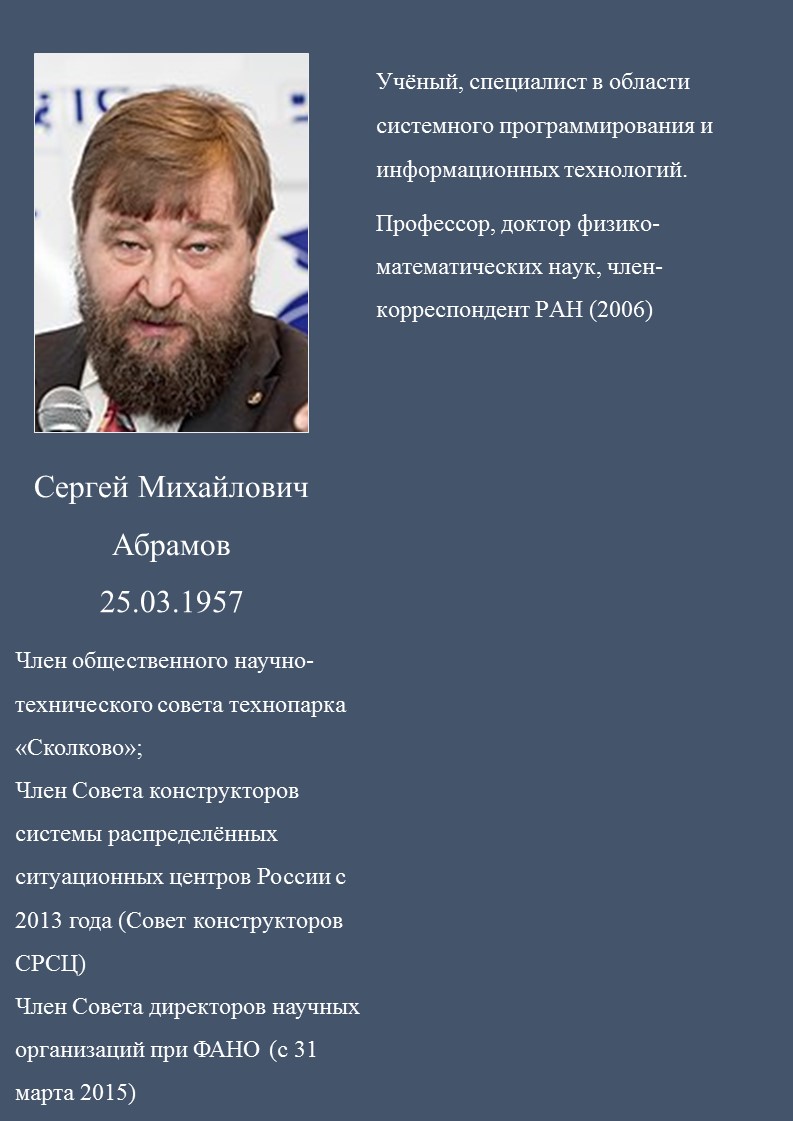 Учёный, специалист в области
системного программирования и
информационных технологий.
Профессор, доктор физико-
математических наук, член-
корреспондент РАН (2006)
Сергей Михайлович
Абрамов
25.03.1957
Член общественного научно-
технического совета технопарка
«Сколково»;
Член Совета конструкторов
системы распределённых
ситуационных центров России с
2013 года (Совет конструкторов
СРСЦ)
Член Совета директоров научных
организаций при ФАНО (с 31
марта 2015)